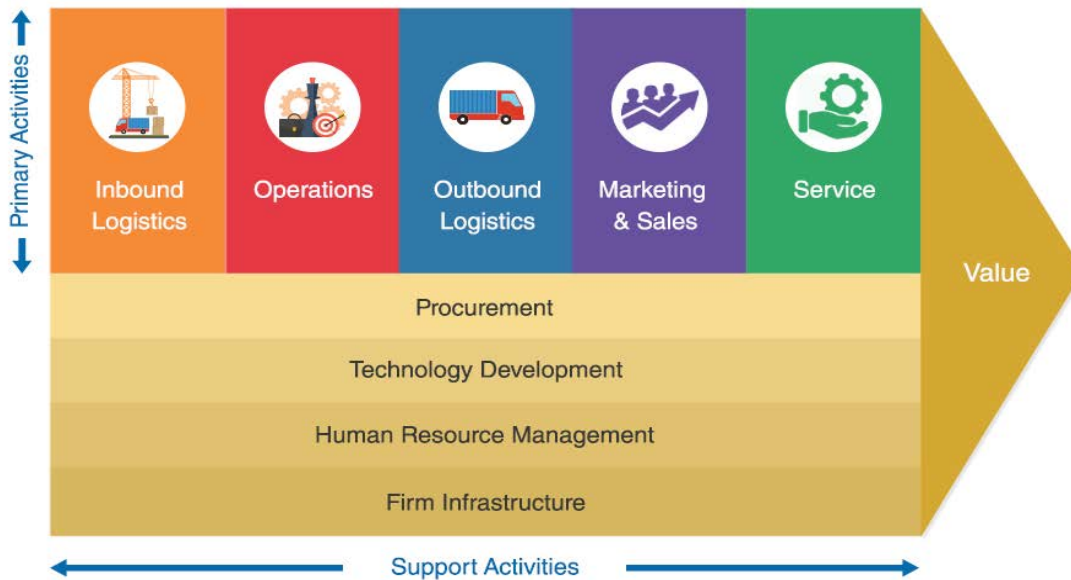 Primary Activities
Inbound
Logistics
Operations
Outbound
Logistics
Marketing
& Sales
Service
Value
Procurement
Technology Development
Human Resource Management
Firm Infrastructure
Support Activities